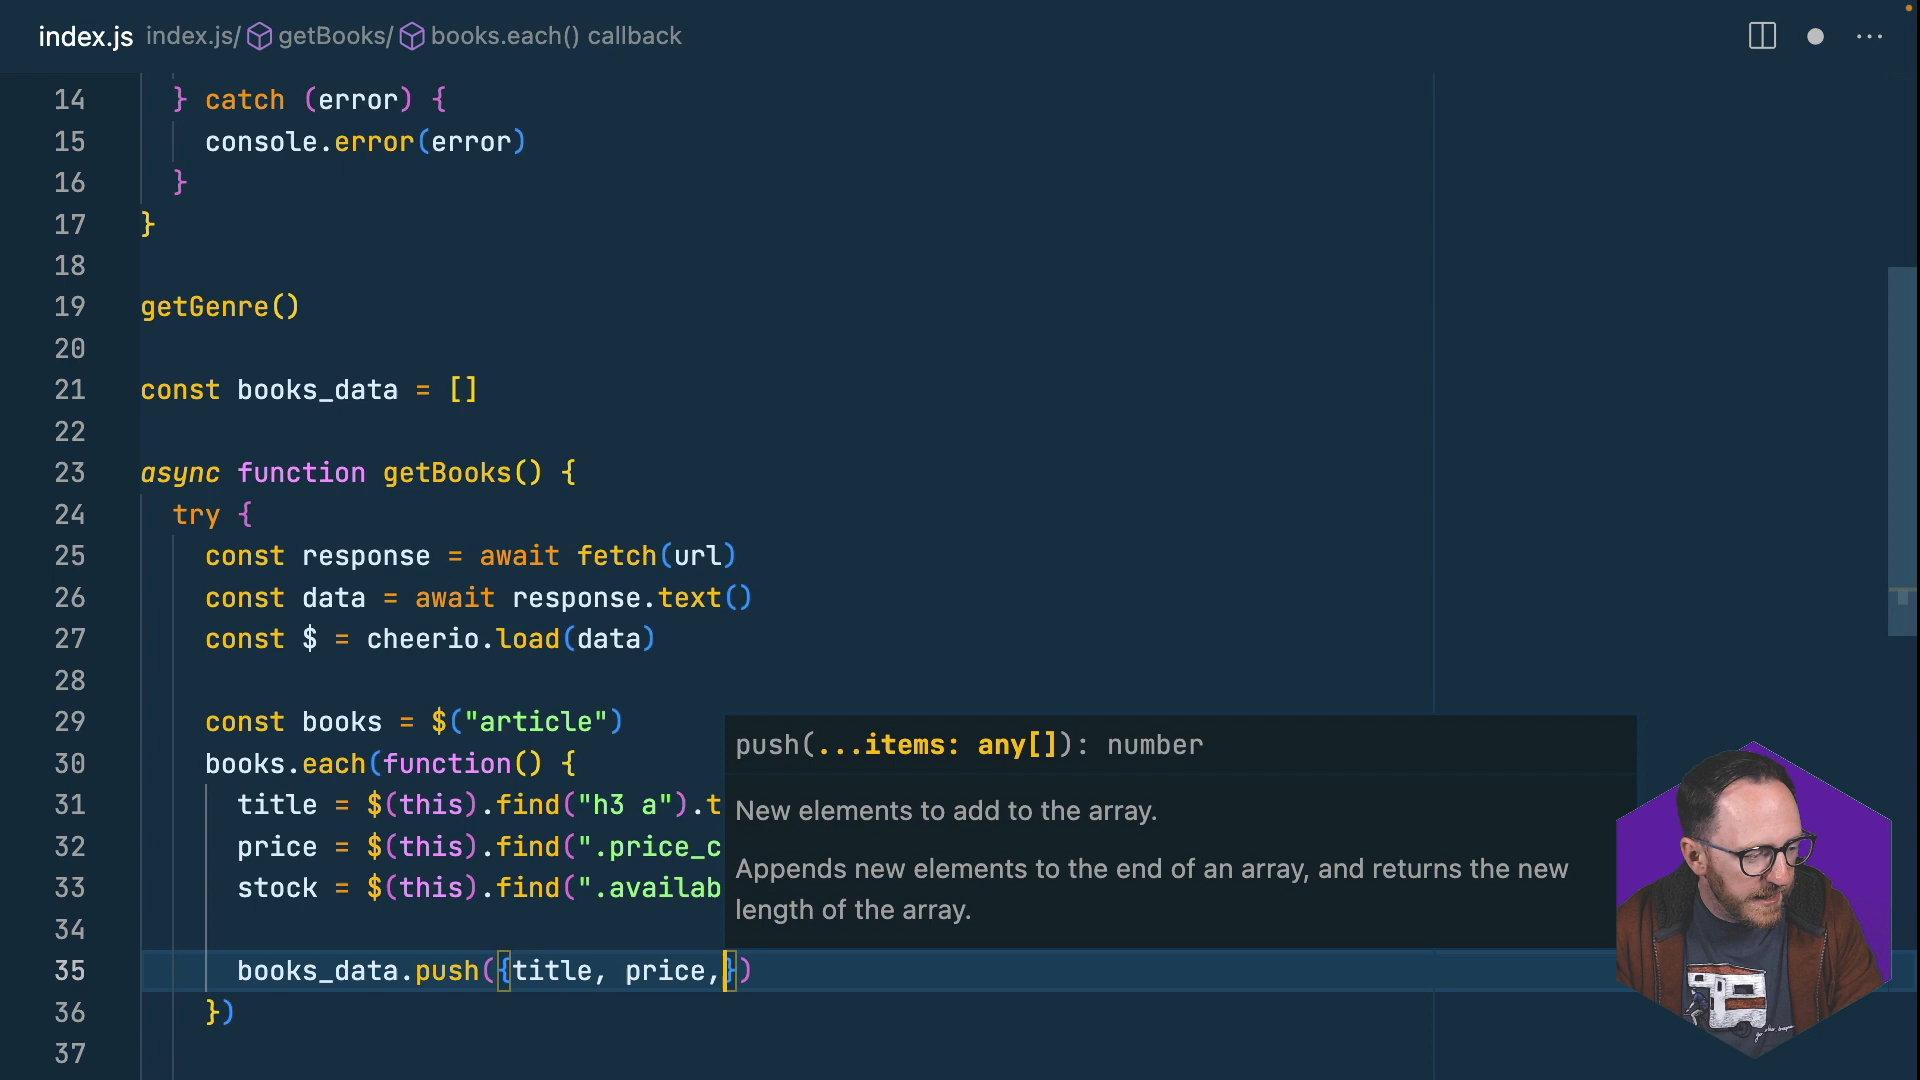 index.js index.js/ getBooks/ books.each() callback
14 } catch (error) {
15 console.error(error)
16 }
17 }
18
19 getGenre()
20
21 const books_data = []
22
23 async function getBooks() {
24 try {
25 const response = await fetch(url)
26 const data = await response.text()
27 const $ = cheerio.load(data)
28
29 const books = $("article")
30 books.each(function() {
31 title = $(this).find("h3 a").t
32 price = $(this).find(".price_c
33 stock = $(this).find(".availab
34
35 books_data.push({title, price,})
36 })
37
push(...items: any[]): number
New elements to add to the array.
Appends new elements to the end of an array, and returns the new
length of the array.